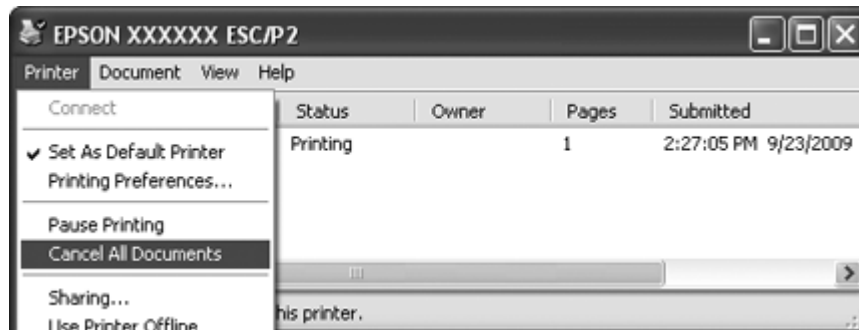 EPSON XXXXXX ESC/P2
Printer Document View Help
Connect
Status Owner Pages Submitted
Set As Default Printer
Printing 1 2:27:05 PM 9/23/2009
Printing Preferences...
Pause Printing
Cancel All Documents
Sharing...
his printer.
Use Printer Offline